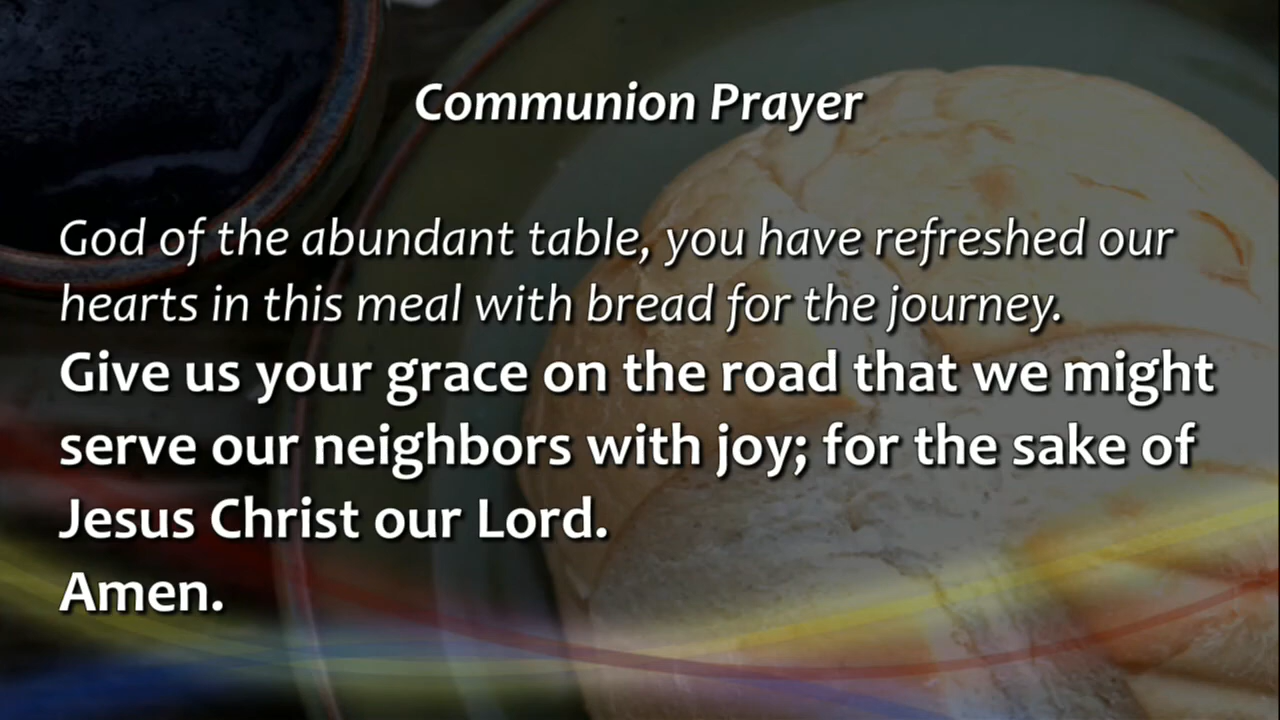 Communion Prayer
God of the abundant table, you have refreshed our
hearts in this meal with bread for the journey.
Give us your grace on the road that we might
serve our neighbors with joy; for the sake of
Jesus Christ our Lord.
Amen.